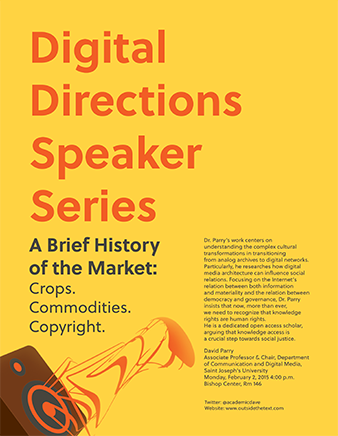 Digital
Directions
Speaker
Series
A Brief History
of the Market:
Crops.
Commodities.
Copyright.
Dr. Parry's work centers on
understanding the complex cultural
transformations in transitioning
from analog archives to digital networks.
Particularly, he researches how digital
media architecture can influence social
relations. Focusing on the Internet's
relation between both information
and materiality and the relation between
democracy and governance, Dr. Parry
insists that now, more than ever,
we need to recognize that knowledge
rights are human rights.
He is a dedicated open access scholar,
arguing that knowledge access is
a crucial step towards social justice.
David Parry
Associate Professor & Chair, Department
of Communication and Digital Media,
Saint Joseph's University
Monday, February 2, 2015 4:00 p.m.
Bishop Center, Rm 146
Twitter: @academicdave
Website: www.outsidethetext.com